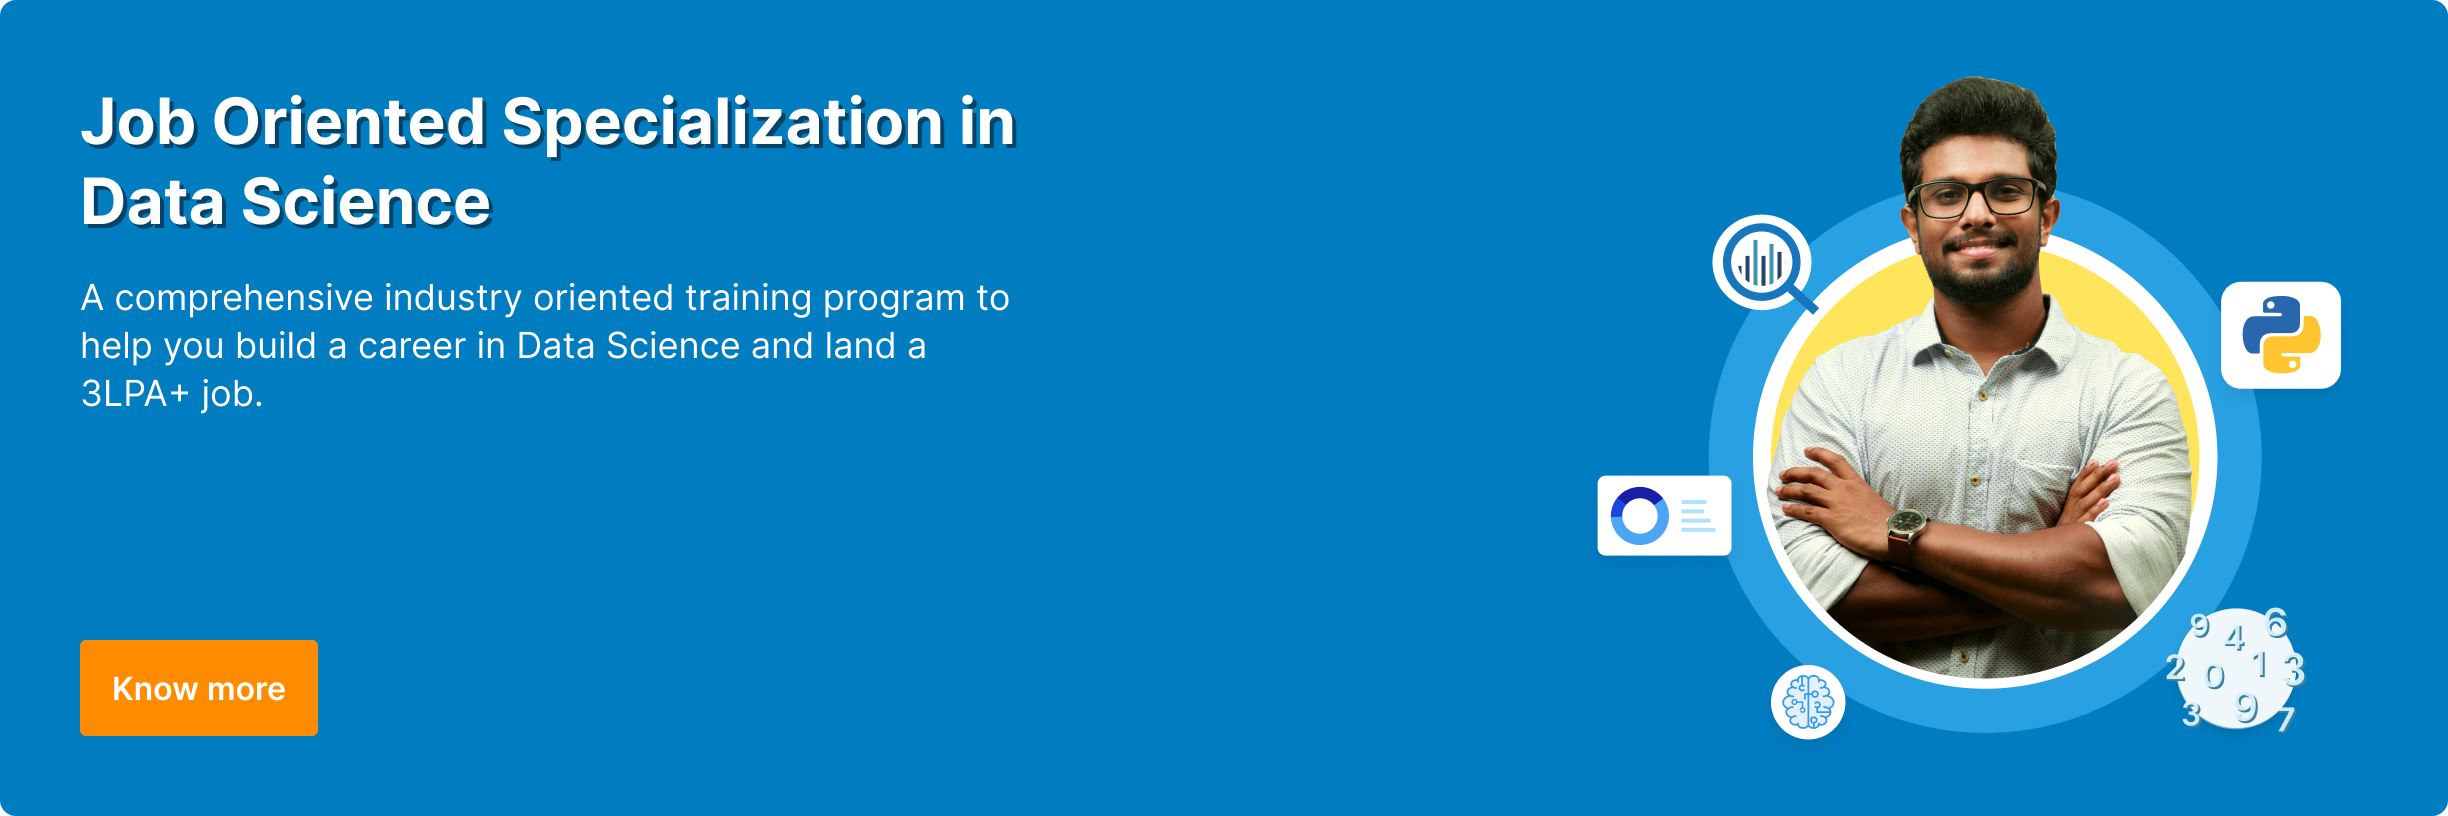 Job Oriented Specialization in
Data Science
A comprehensive industry oriented training program to
help you build a career in Data Science and land a
3LPA+ job.
Know more
9 4 6
2 0 1 3
3 9 7